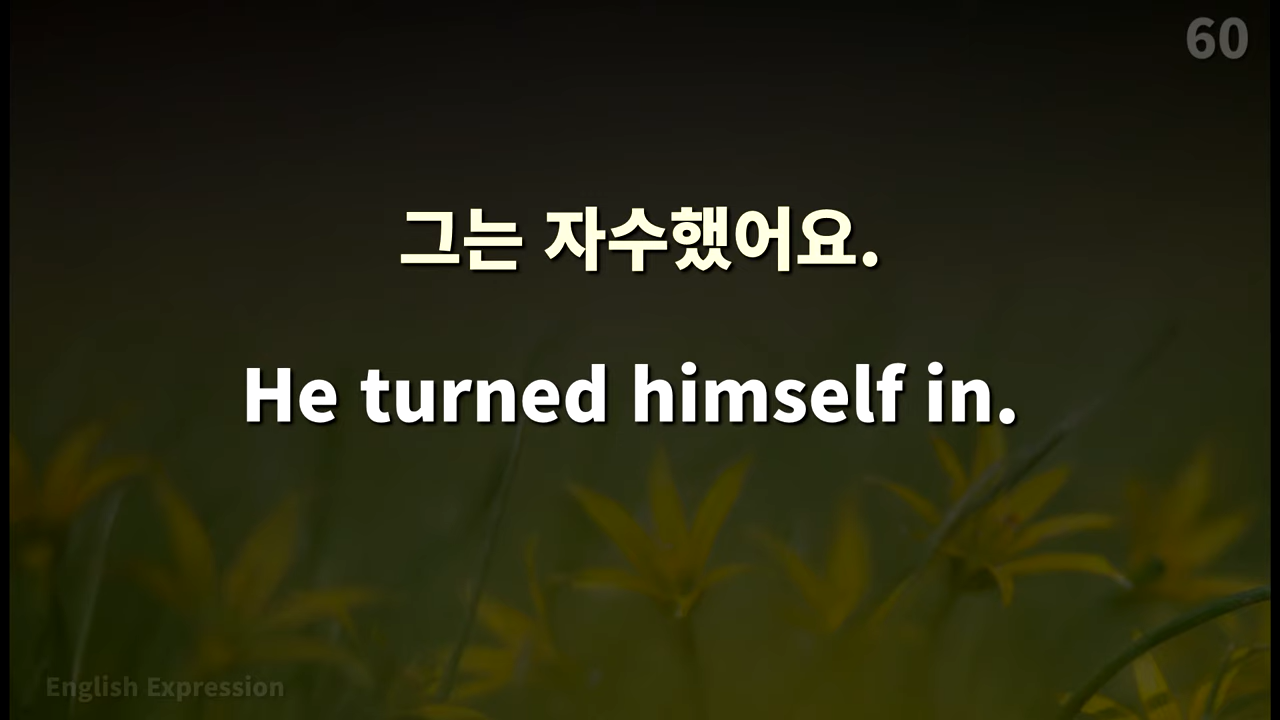 60
그는 자수했어요.
He turned himself in.
English Expression